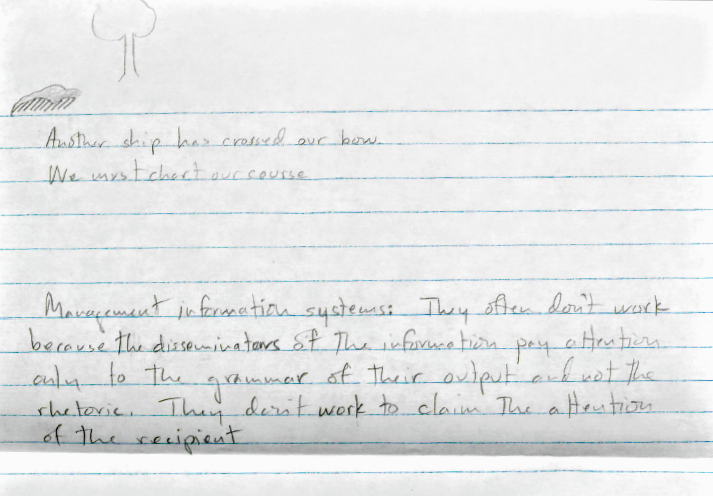 Another ship has crossed our bow.
We must chart our course
Management information systems: They often don't work
because the disseminators of the information pay attention
only to the grammar of their output and not the
rhetoric. They don't work to claim the attention
of the recipient